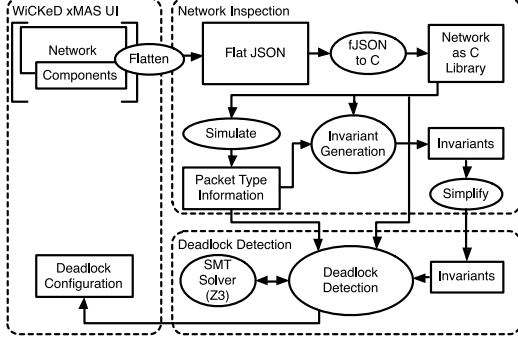 WiCKeD xMAS UI
Network
Components
Flatten
Network Inspection
Flat JSON
fJSON
to C
Network
as C
Library
Simulate
Invariant
Generation
Invariants
Packet Type
Information
Simplify
Deadlock Detection
Deadlock
Configuration
SMT
Solver
(Z3)
Deadlock
Detection
Invariants